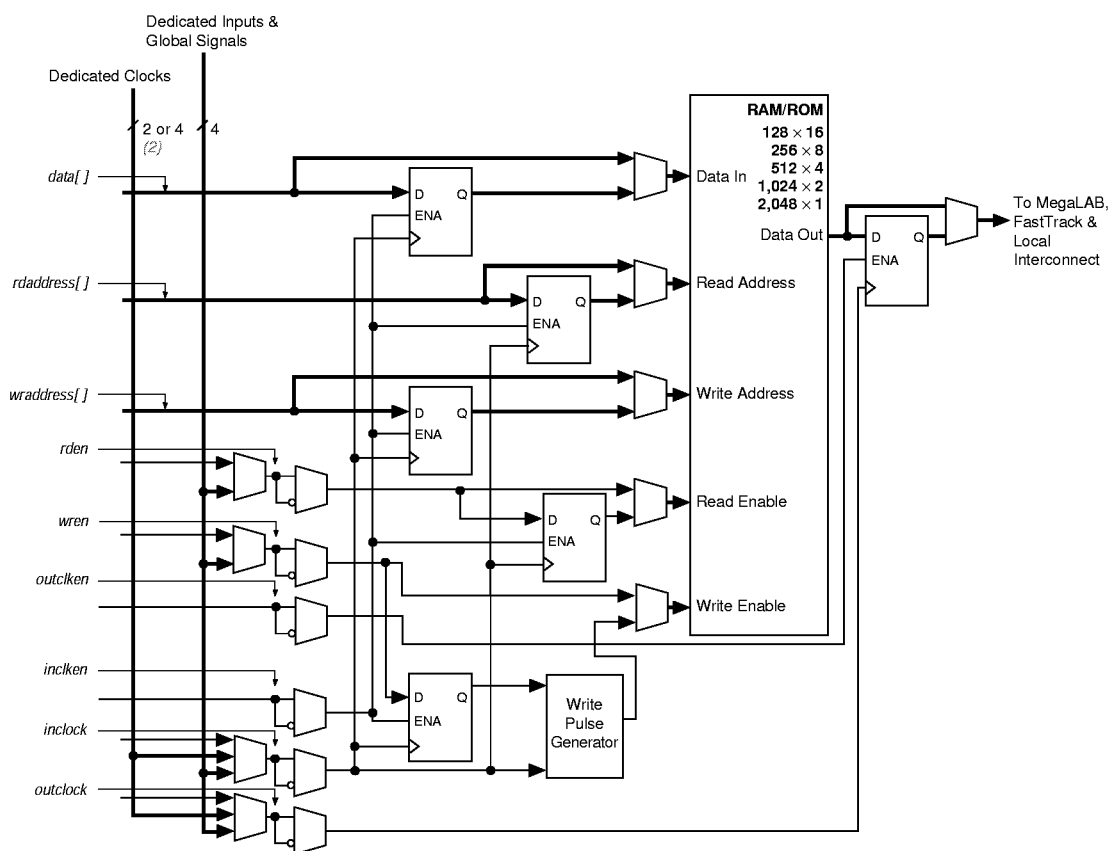 Dedicated Inputs &
Global Signals
Dedicated Clocks
2 or 4
4
(2)
RAM/ROM
128 × 16
256 × 8
512 × 4
1,024 × 2
2,048 × 1
data[ ]
D Q
ENA
Data In
To MegaLAB,
FastTrack &
Local
Interconnect
Data Out
D Q
ENA
rdaddress[ ]
D Q
ENA
Read Address
wraddress[ ]
D Q
ENA
Write Address
rden
D Q
ENA
Read Enable
wren
outclken
Write Enable
inclken
D Q
ENA
Write
Pulse
Generator
inclock
outclock